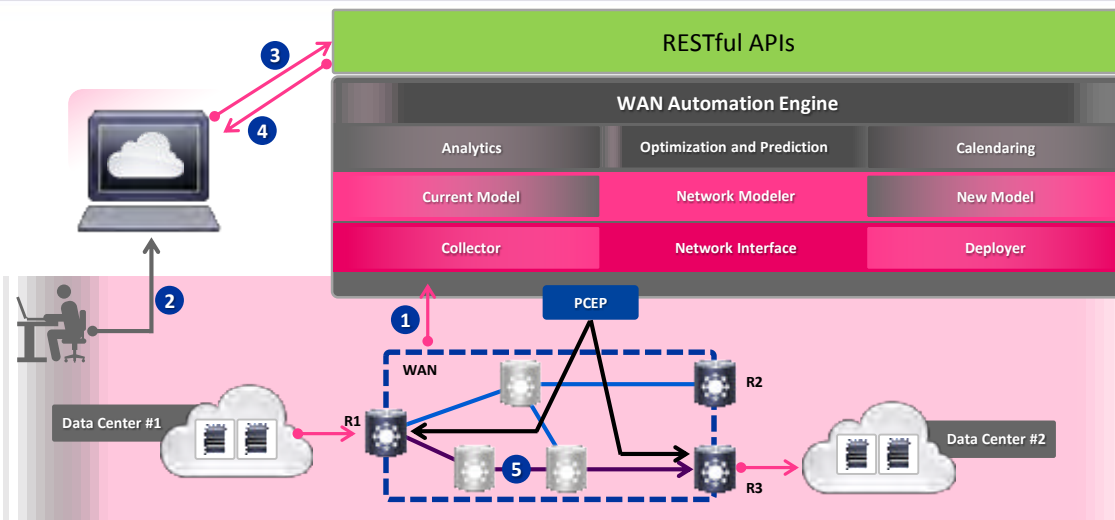 RESTful APIs
3
WAN Automation Engine
4
Analytics
Optimization and Prediction
Calendaring
Current Model
Network Modeler
New Model
Collector
Network Interface
Deployer
2
1
PCEP
WAN
R2
R1
Data Center #1
Data Center #2
5
R3